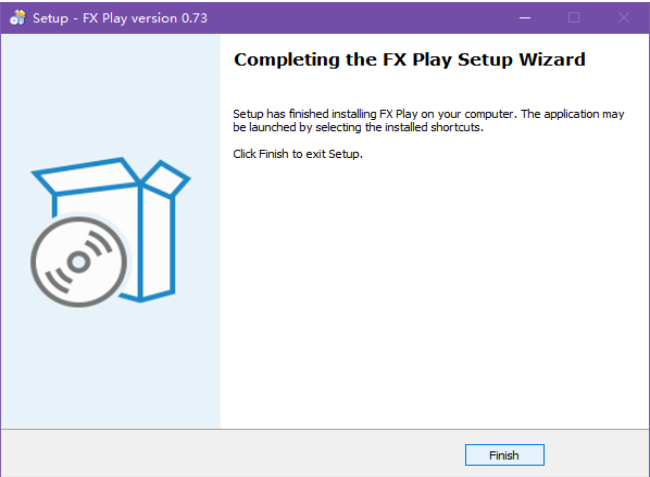 Setup - FX Play version 0.73
Completing the FX Play Setup Wizard
Setup has finished installing FX Play on your computer. The application may
be launched by selecting the installed shortcuts.
Click Finish to exit Setup.
Finish